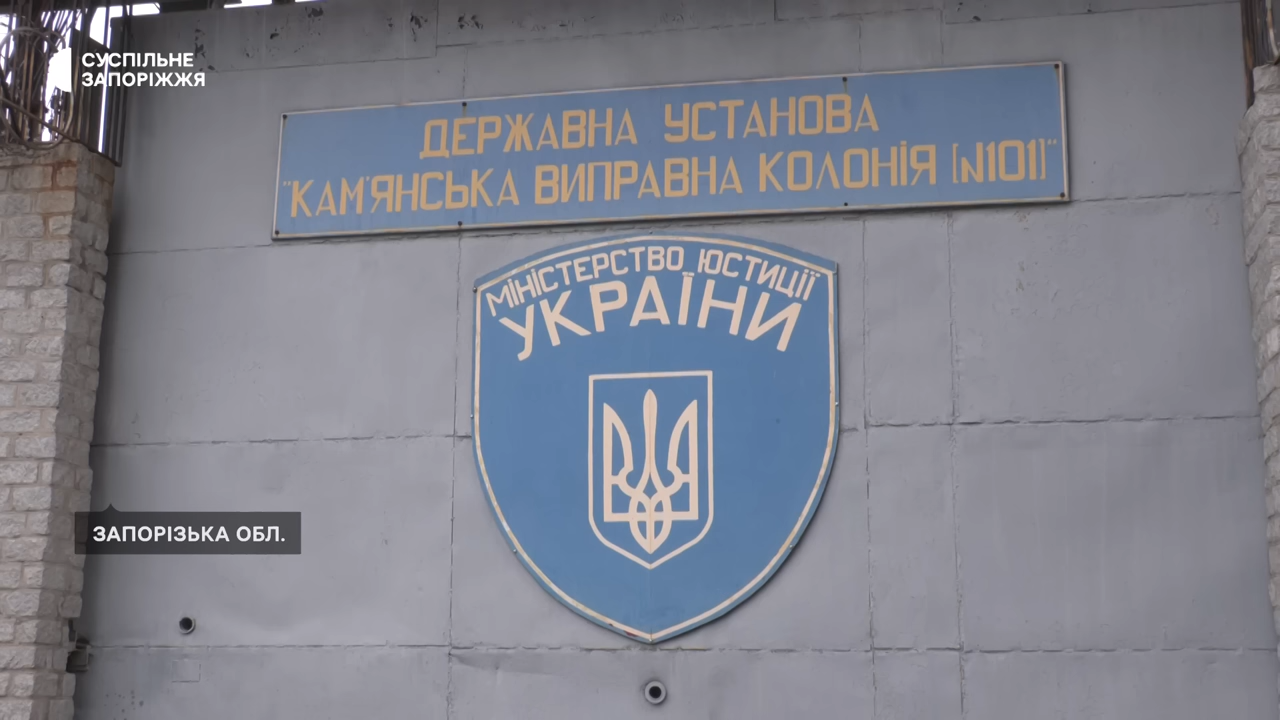 СУСПІЛЬНЕ
ЗАПОРІЖЖЯ
ДЕРЖАВНА УСТАНОВА
"КАМ'ЯНСЬКА ВИПРАВНА КОЛОНІЯ (№101)"
МІНІСТЕРСТВО ЮСТИЦІЇ
УКРАЇНИ
ЗАПОРІЗЬКА ОБЛ.